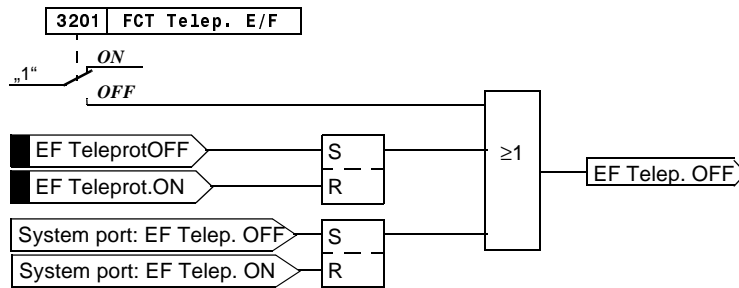 3201 FCT Telep. E/F
ON
„1“
OFF
EF TeleprotOFF
S
≥1
EF Telep. OFF
EF Teleprot.ON
R
System port: EF Telep. OFF
S
System port: EF Telep. ON
R